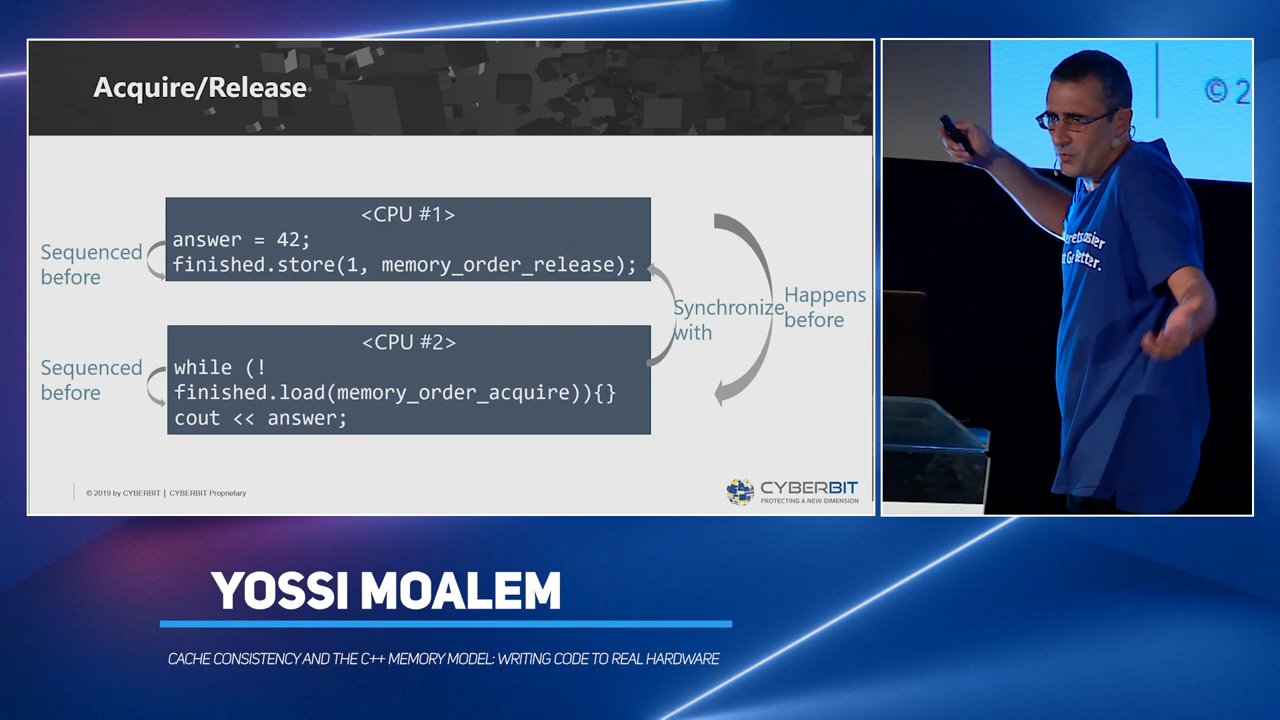 Acquire/Release
© 2
<CPU #1>
answer = 42;
finished.store(1, memory_order_release);
Sequenced
before
Synchronize
with
Happens
before
<CPU #2>
while (!
finished.load(memory_order_acquire)){}
cout << answer;
Sequenced
before
© 2019 by CYBERBIT | CYBERBIT Proprietary
CYBERBIT
PROTECTING A NEW DIMENSION
YOSSI MOALEM
CACHE CONSISTENCY AND THE C++ MEMORY MODEL: WRITING CODE TO REAL HARDWARE